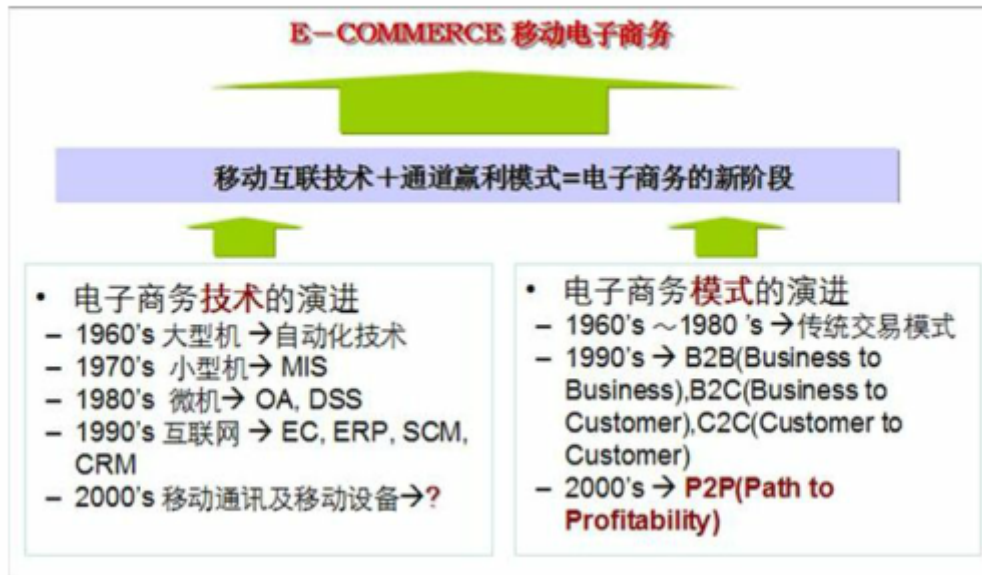 E－COMMERCE 移动电子商务
移动互联技术＋通道赢利模式=电子商务的新阶段
• 电子商务技术的演进
– 1960's 大型机→自动化技术
– 1970's 小型机→ MIS
– 1980's 微机→ OA, DSS
– 1990's 互联网 → EC, ERP, SCM,
CRM
– 2000's 移动通讯及移动设备→?
• 电子商务模式的演进
– 1960's ～1980 's →传统交易模式
– 1990's → B2B(Business to
Business),B2C(Business to
Customer),C2C(Customer to
Customer)
– 2000's → P2P(Path to
Profitability)